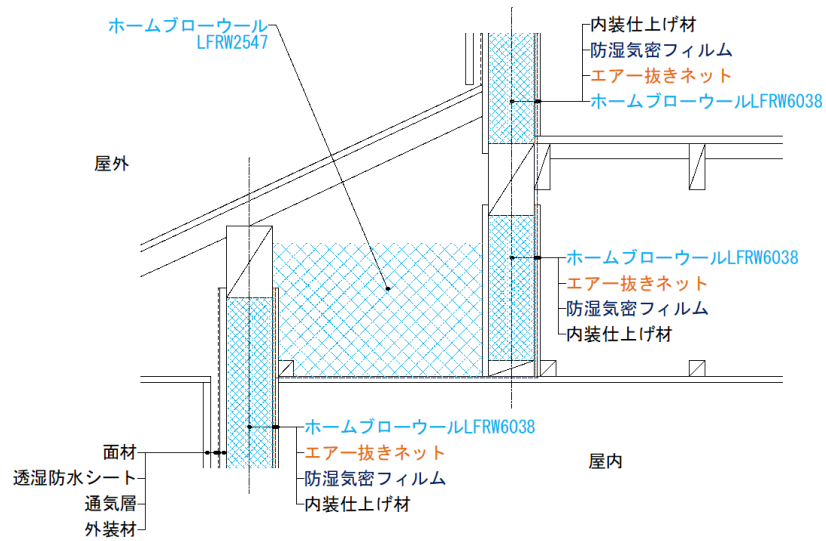 ホームブローウール
LFRW2547
内装仕上げ材
防湿気密フィルム
エアー抜きネット
ホームブローウールLFRW6038
屋外
ホームブローウールLFRW6038
エアー抜きネット
防湿気密フィルム
内装仕上げ材
ホームブローウールLFRW6038
エアー抜きネット
防湿気密フィルム
内装仕上げ材
面材
透湿防水シート
通気層
外装材
屋内